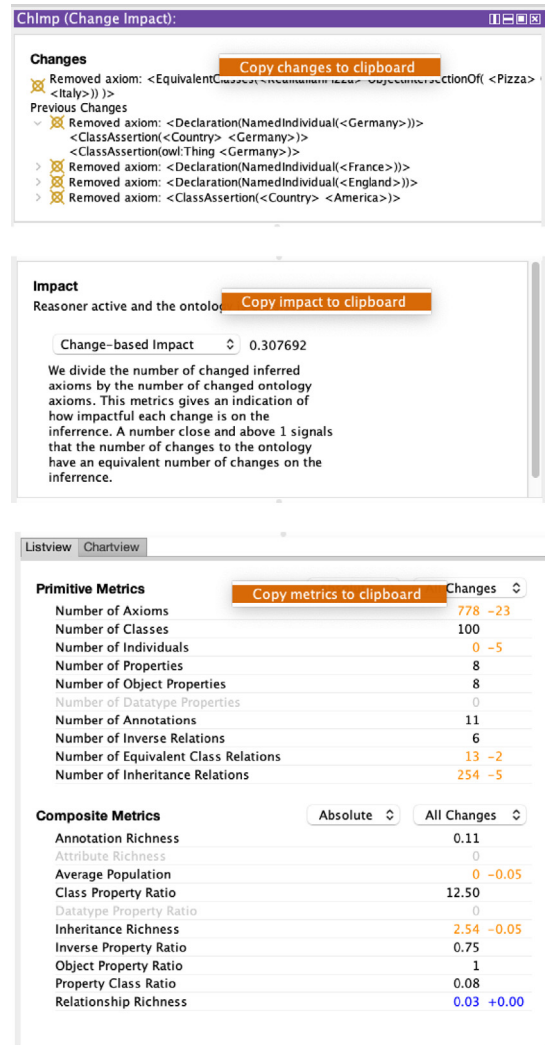 ChImp (Change Impact):
Changes
Copy changes to clipboard
Removed axiom: <EquivalentClasses(<RealItalianPizza> ObjectIntersectionOf( <Pizza>
<Italy>)) )>
Previous Changes
Removed axiom: <Declaration(NamedIndividual(<Germany>))>
<ClassAssertion(<Country> <Germany>)>
<ClassAssertion(owl:Thing <Germany>)>
Removed axiom: <Declaration(NamedIndividual(<France>))>
Removed axiom: <Declaration(NamedIndividual(<England>))>
Removed axiom: <ClassAssertion(<Country> <America>)>
Impact
Copy impact to clipboard
Reasoner active and the ontolo
Change-based Impact 0.307692
We divide the number of changed inferred
axioms by the number of changed ontology
axioms. This metrics gives an indication of
how impactful each change is on the
inferrence. A number close and above 1 signals
that the number of changes to the ontology
have an equivalent number of changes on the
inferrence.
Listview Chartview
Primitive Metrics Changes
Copy metrics to clipboard
Number of Axioms 778 -23
Number of Classes 100
Number of Individuals 0 -5
Number of Properties 8
Number of Object Properties 8
Number of Datatype Properties 0
Number of Annotations 11
Number of Inverse Relations 6
Number of Equivalent Class Relations 13 -2
Number of Inheritance Relations 254 -5
Composite Metrics Absolute All Changes
Annotation Richness 0.11
Attribute Richness 0
Average Population 0 -0.05
Class Property Ratio 12.50
Datatype Property Ratio 0
Inheritance Richness 2.54 -0.05
Inverse Property Ratio 0.75
Object Property Ratio 1
Property Class Ratio 0.08
Relationship Richness 0.03 +0.00